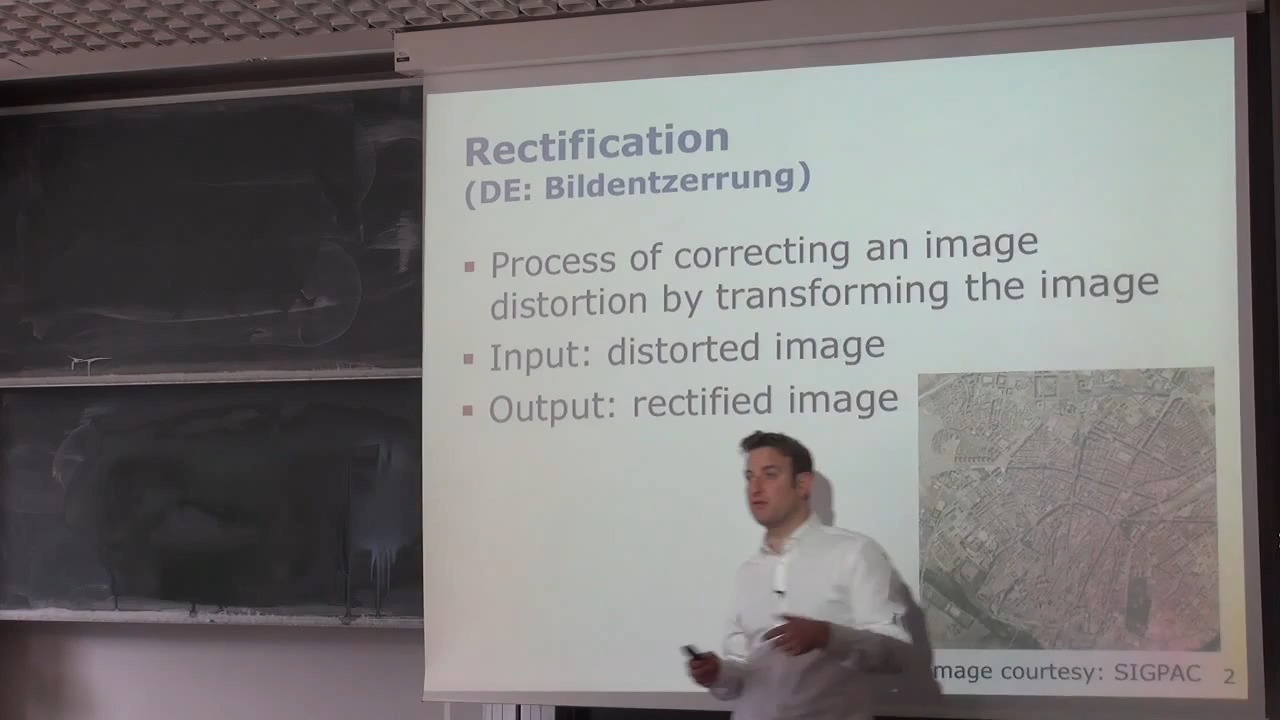 Rectification
(DE: Bildentzerrung)
▪ Process of correcting an image
distortion by transforming the image
▪ Input: distorted image
▪ Output: rectified image
mage courtesy: SIGPAC 2